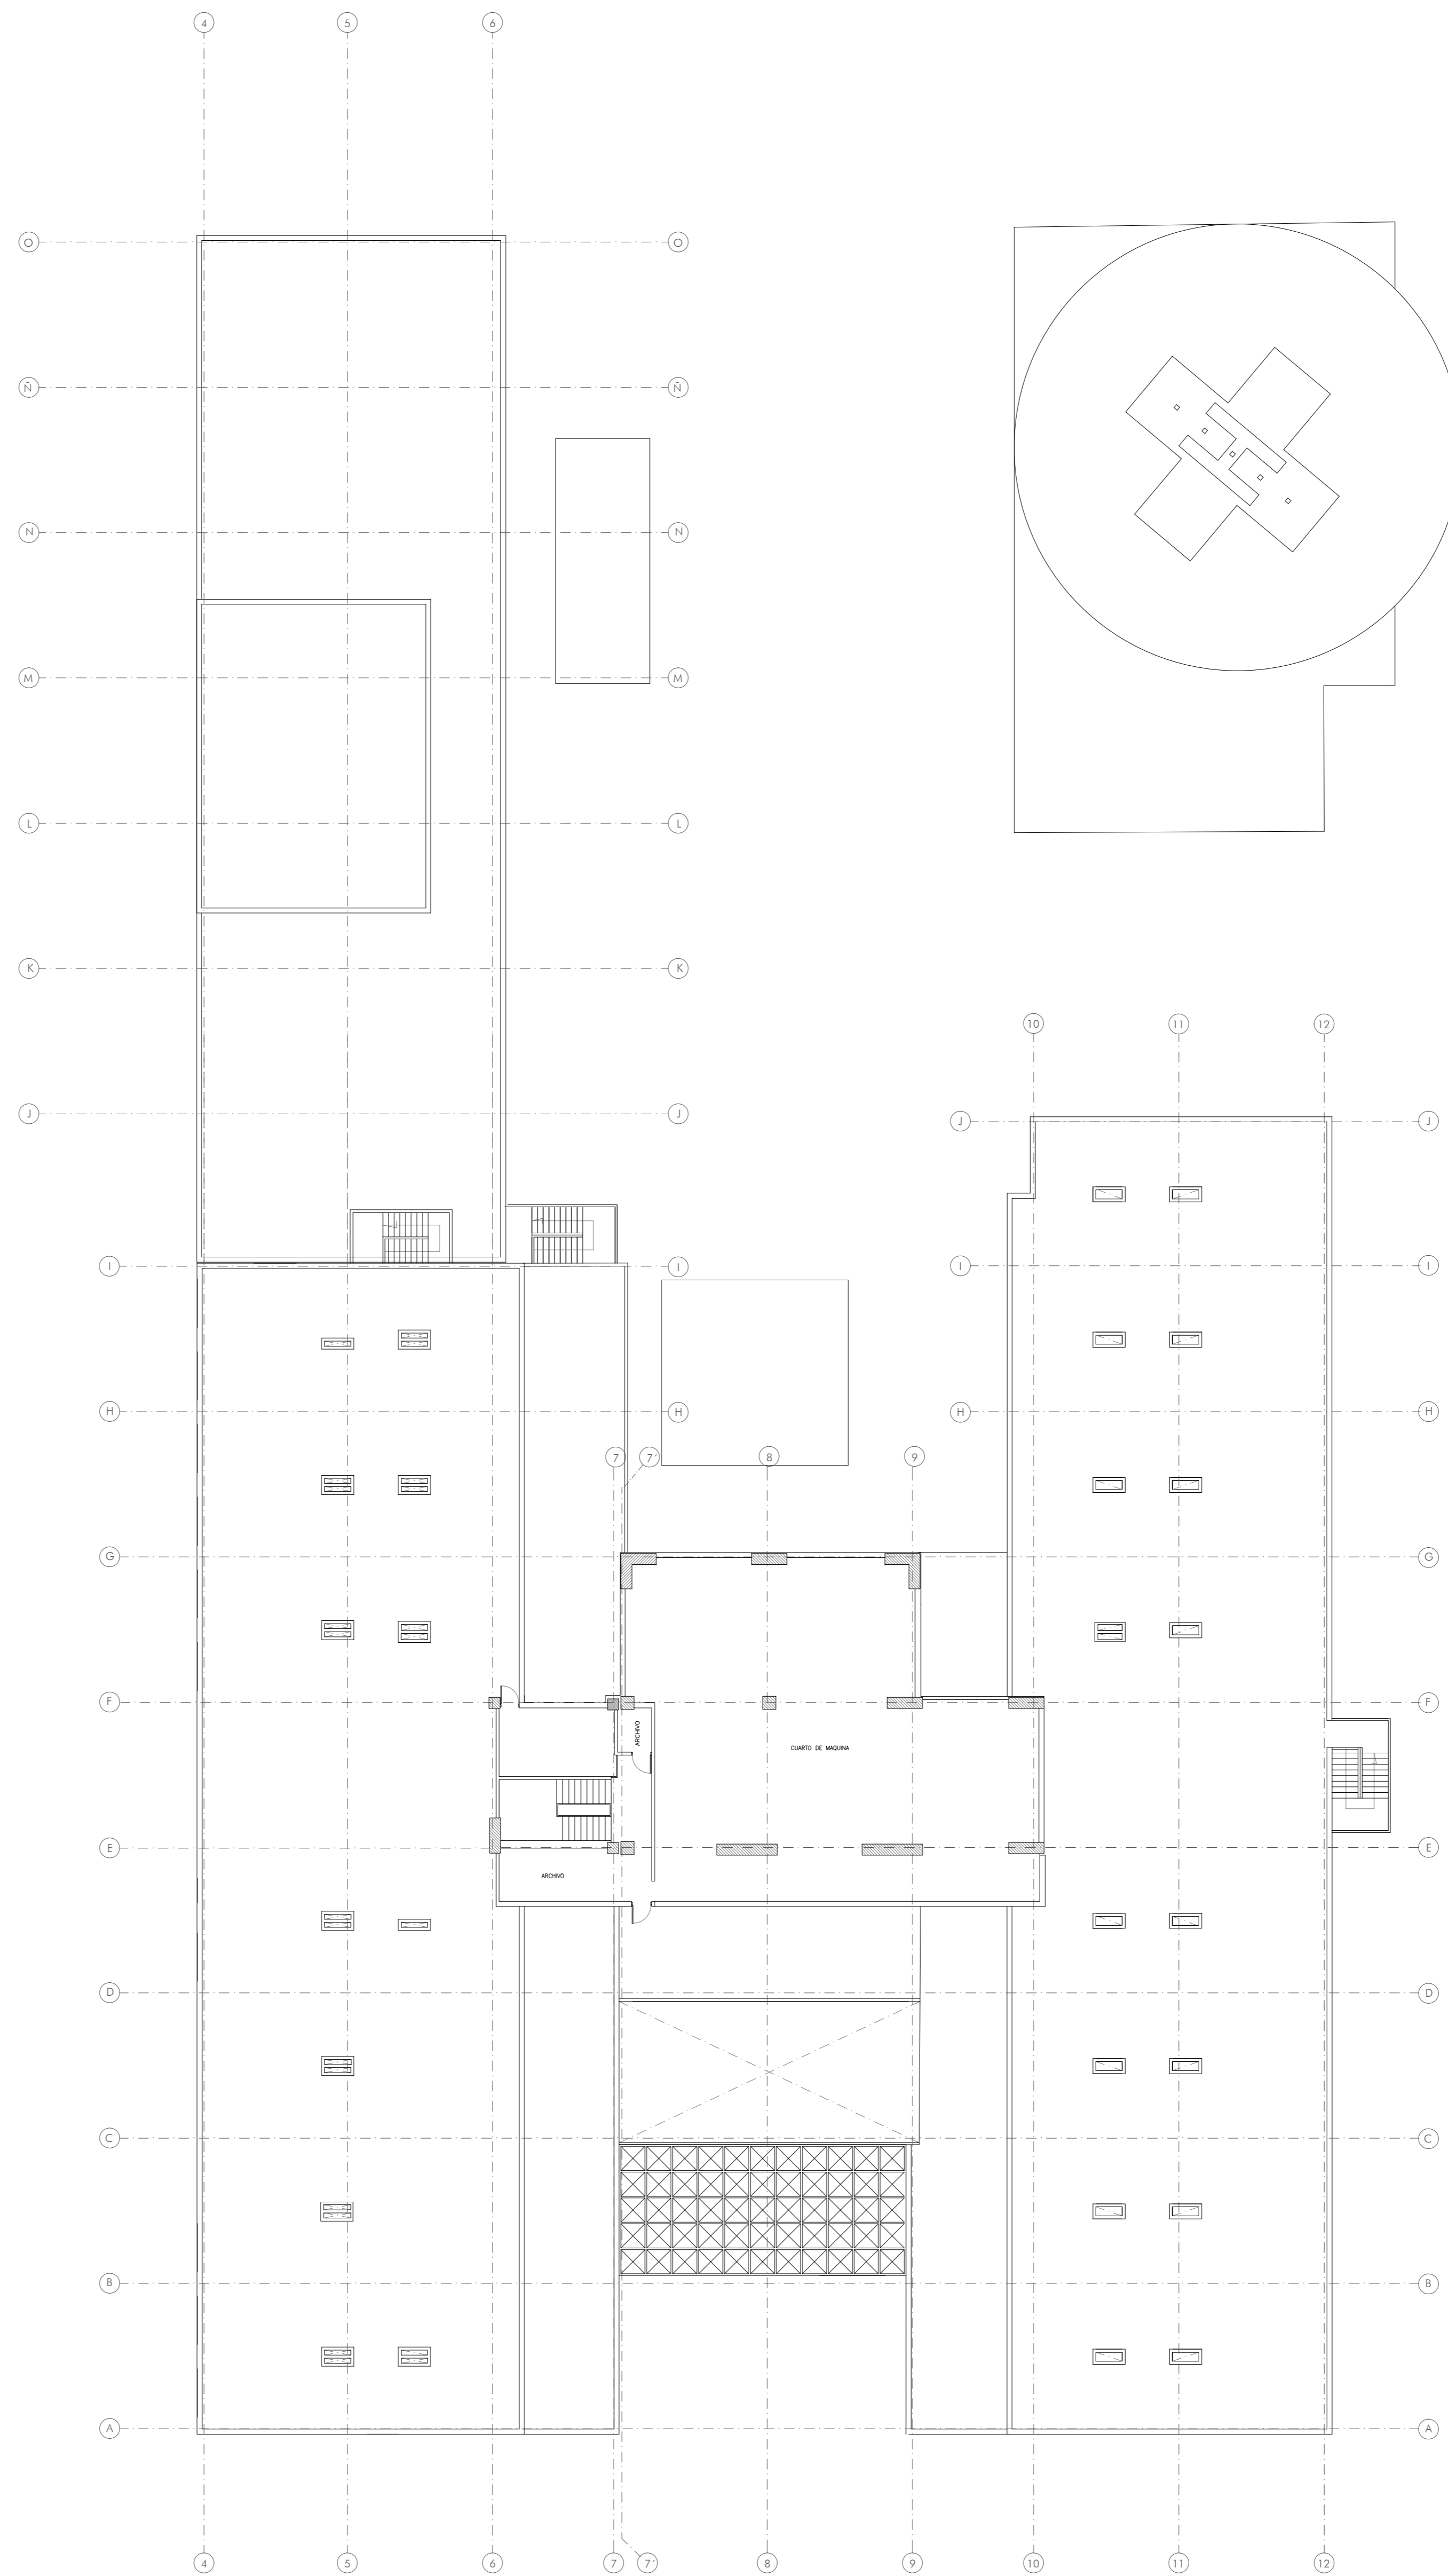 4 5 6
O O
Ñ Ñ
N N
M M
L L
K K
10 11 12
J J J J
I I I I
H H H H
7 7´ 8 9
G G
F F
ARCHIVO
CUARTO DE MAQUINA
E E
ARCHIVO
D D
C C
B B
A A
4 5 6 7 7´ 8 9 10 11 12